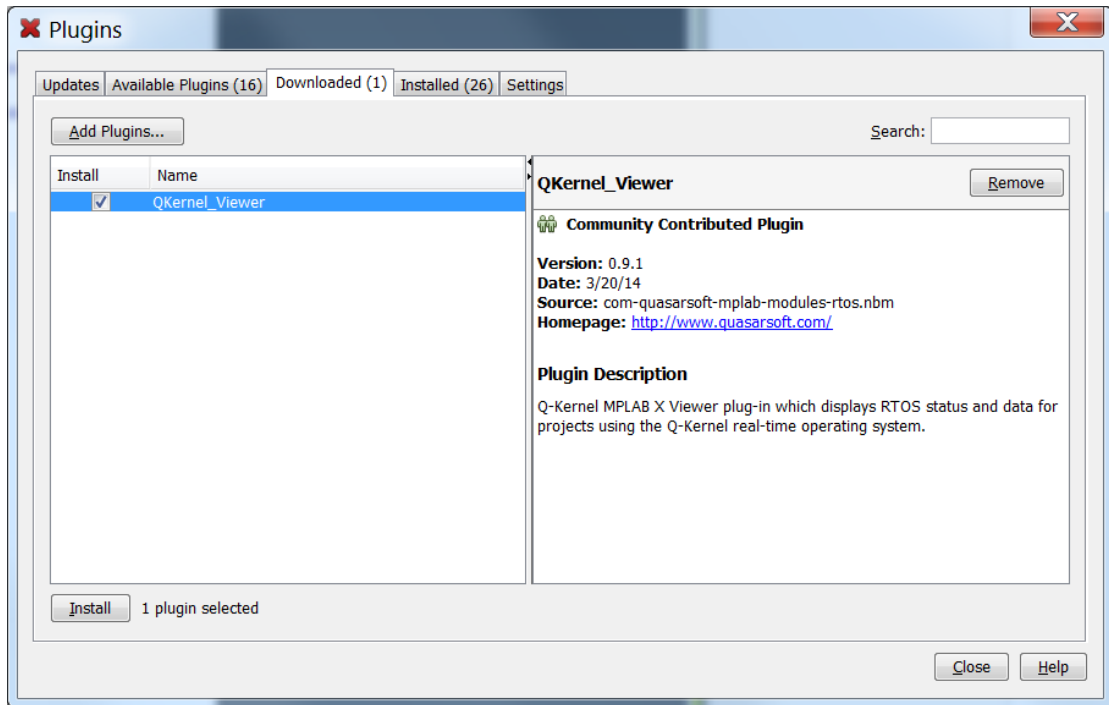 Plugins
Updates Available Plugins (16) Downloaded (1) Installed (26) Settings
Add Plugins... Search:
Install Name
QKernel_Viewer
QKernel_Viewer Remove
Community Contributed Plugin
Version: 0.9.1
Date: 3/20/14
Source: com-quasarsoft-mplab-modules-rtos.nbm
Homepage: http://www.quasarsoft.com/
Plugin Description
Q-Kernel MPLAB X Viewer plug-in which displays RTOS status and data for
projects using the Q-Kernel real-time operating system.
Install 1 plugin selected
Close Help